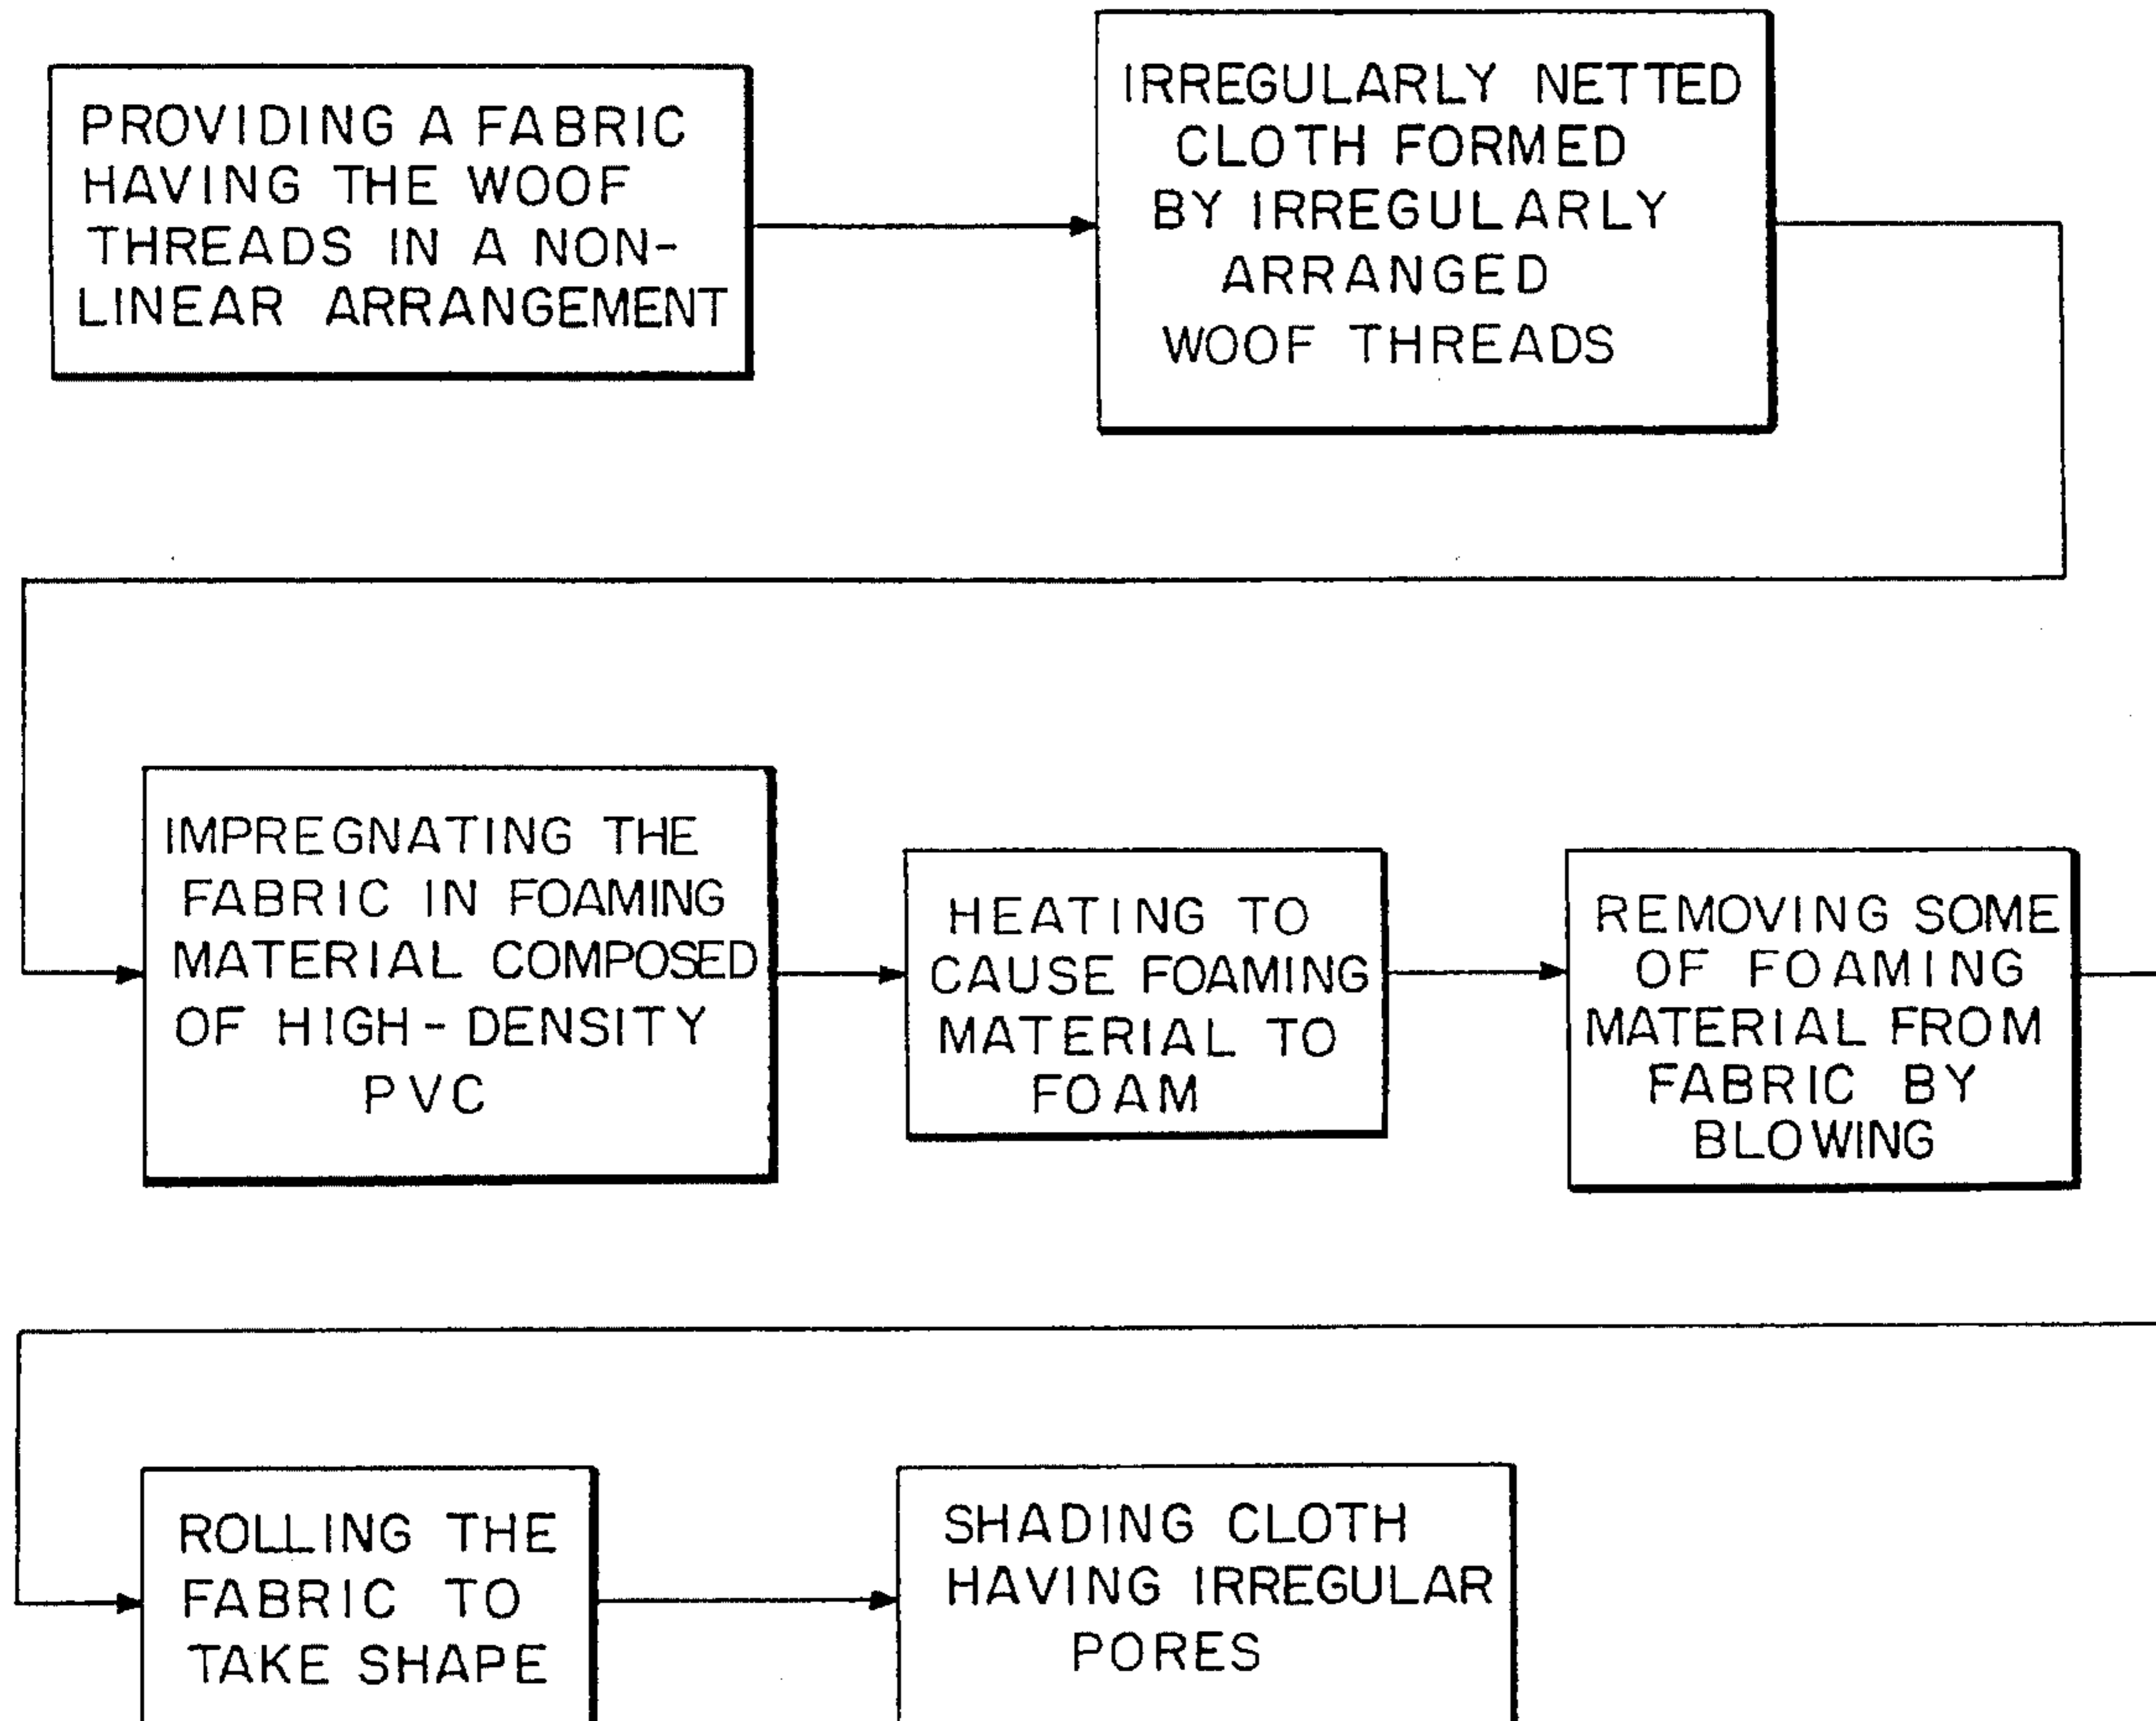 PROVIDING A FABRIC
HAVING THE WOOF
THREADS IN A NON-
LINEAR ARRANGEMENT
IRREGULARLY NETTED
CLOTH FORMED
BY IRREGULARLY
ARRANGED
WOOF THREADS
IMPREGNATING THE
FABRIC IN FOAMING
MATERIAL COMPOSED
OF HIGH-DENSITY
PVC
HEATING TO
CAUSE FOAMING
MATERIAL TO
FOAM
REMOVING SOME
OF FOAMING
MATERIAL FROM
FABRIC BY
BLOWING
ROLLING THE
FABRIC TO
TAKE SHAPE
SHADING CLOTH
HAVING IRREGULAR
PORES